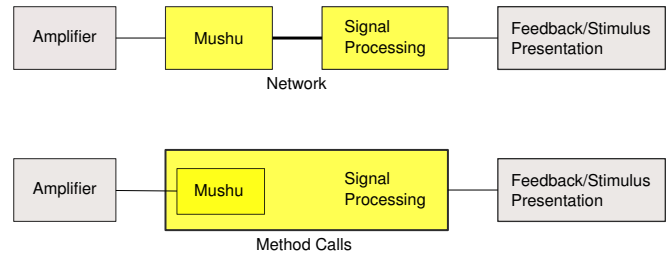 Amplifier
Mushu
Signal
Processing
Feedback/Stimulus
Presentation
Network
Amplifier
Mushu
Signal
Processing
Feedback/Stimulus
Presentation
Method Calls